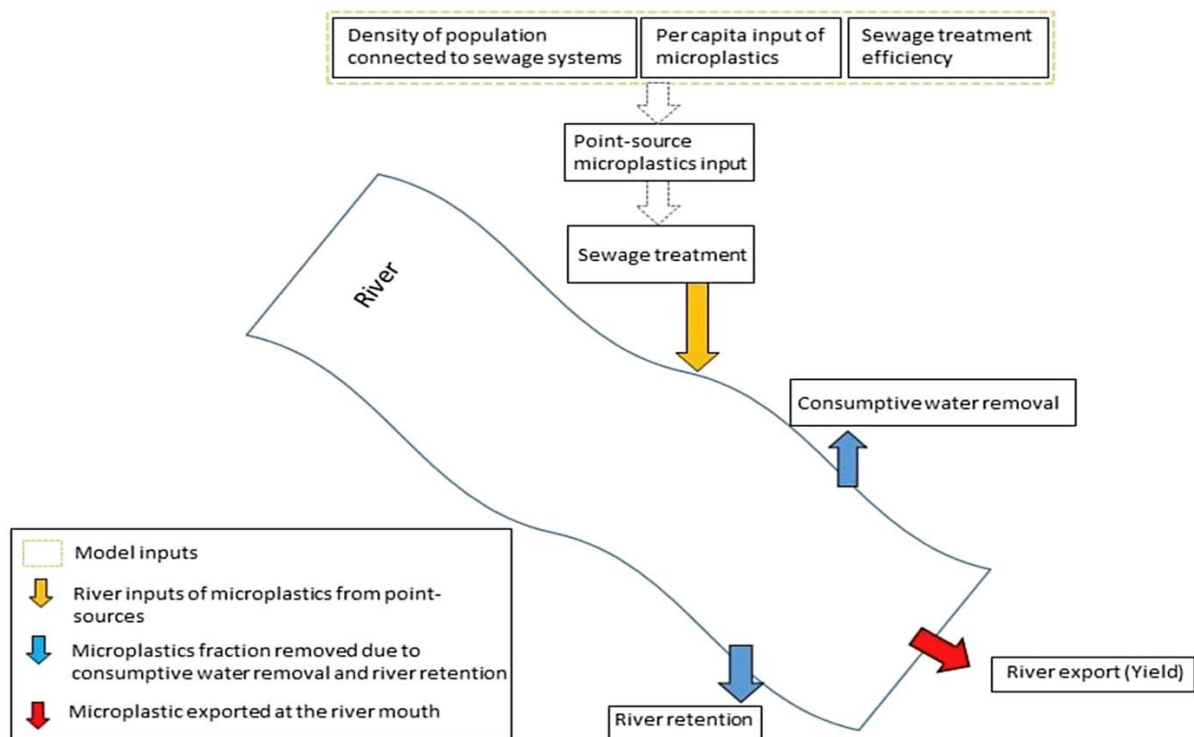 Density of population
connected to sewage systems
Per capita input of
microplastics
Sewage treatment
efficiency
Point-source
microplastics input
Sewage treatment
River
Consumptive water removal
Model inputs
River inputs of microplastics from point-
sources
Microplastics fraction removed due to
consumptive water removal and river retention
Microplastic exported at the river mouth
River retention
River export (Yield)